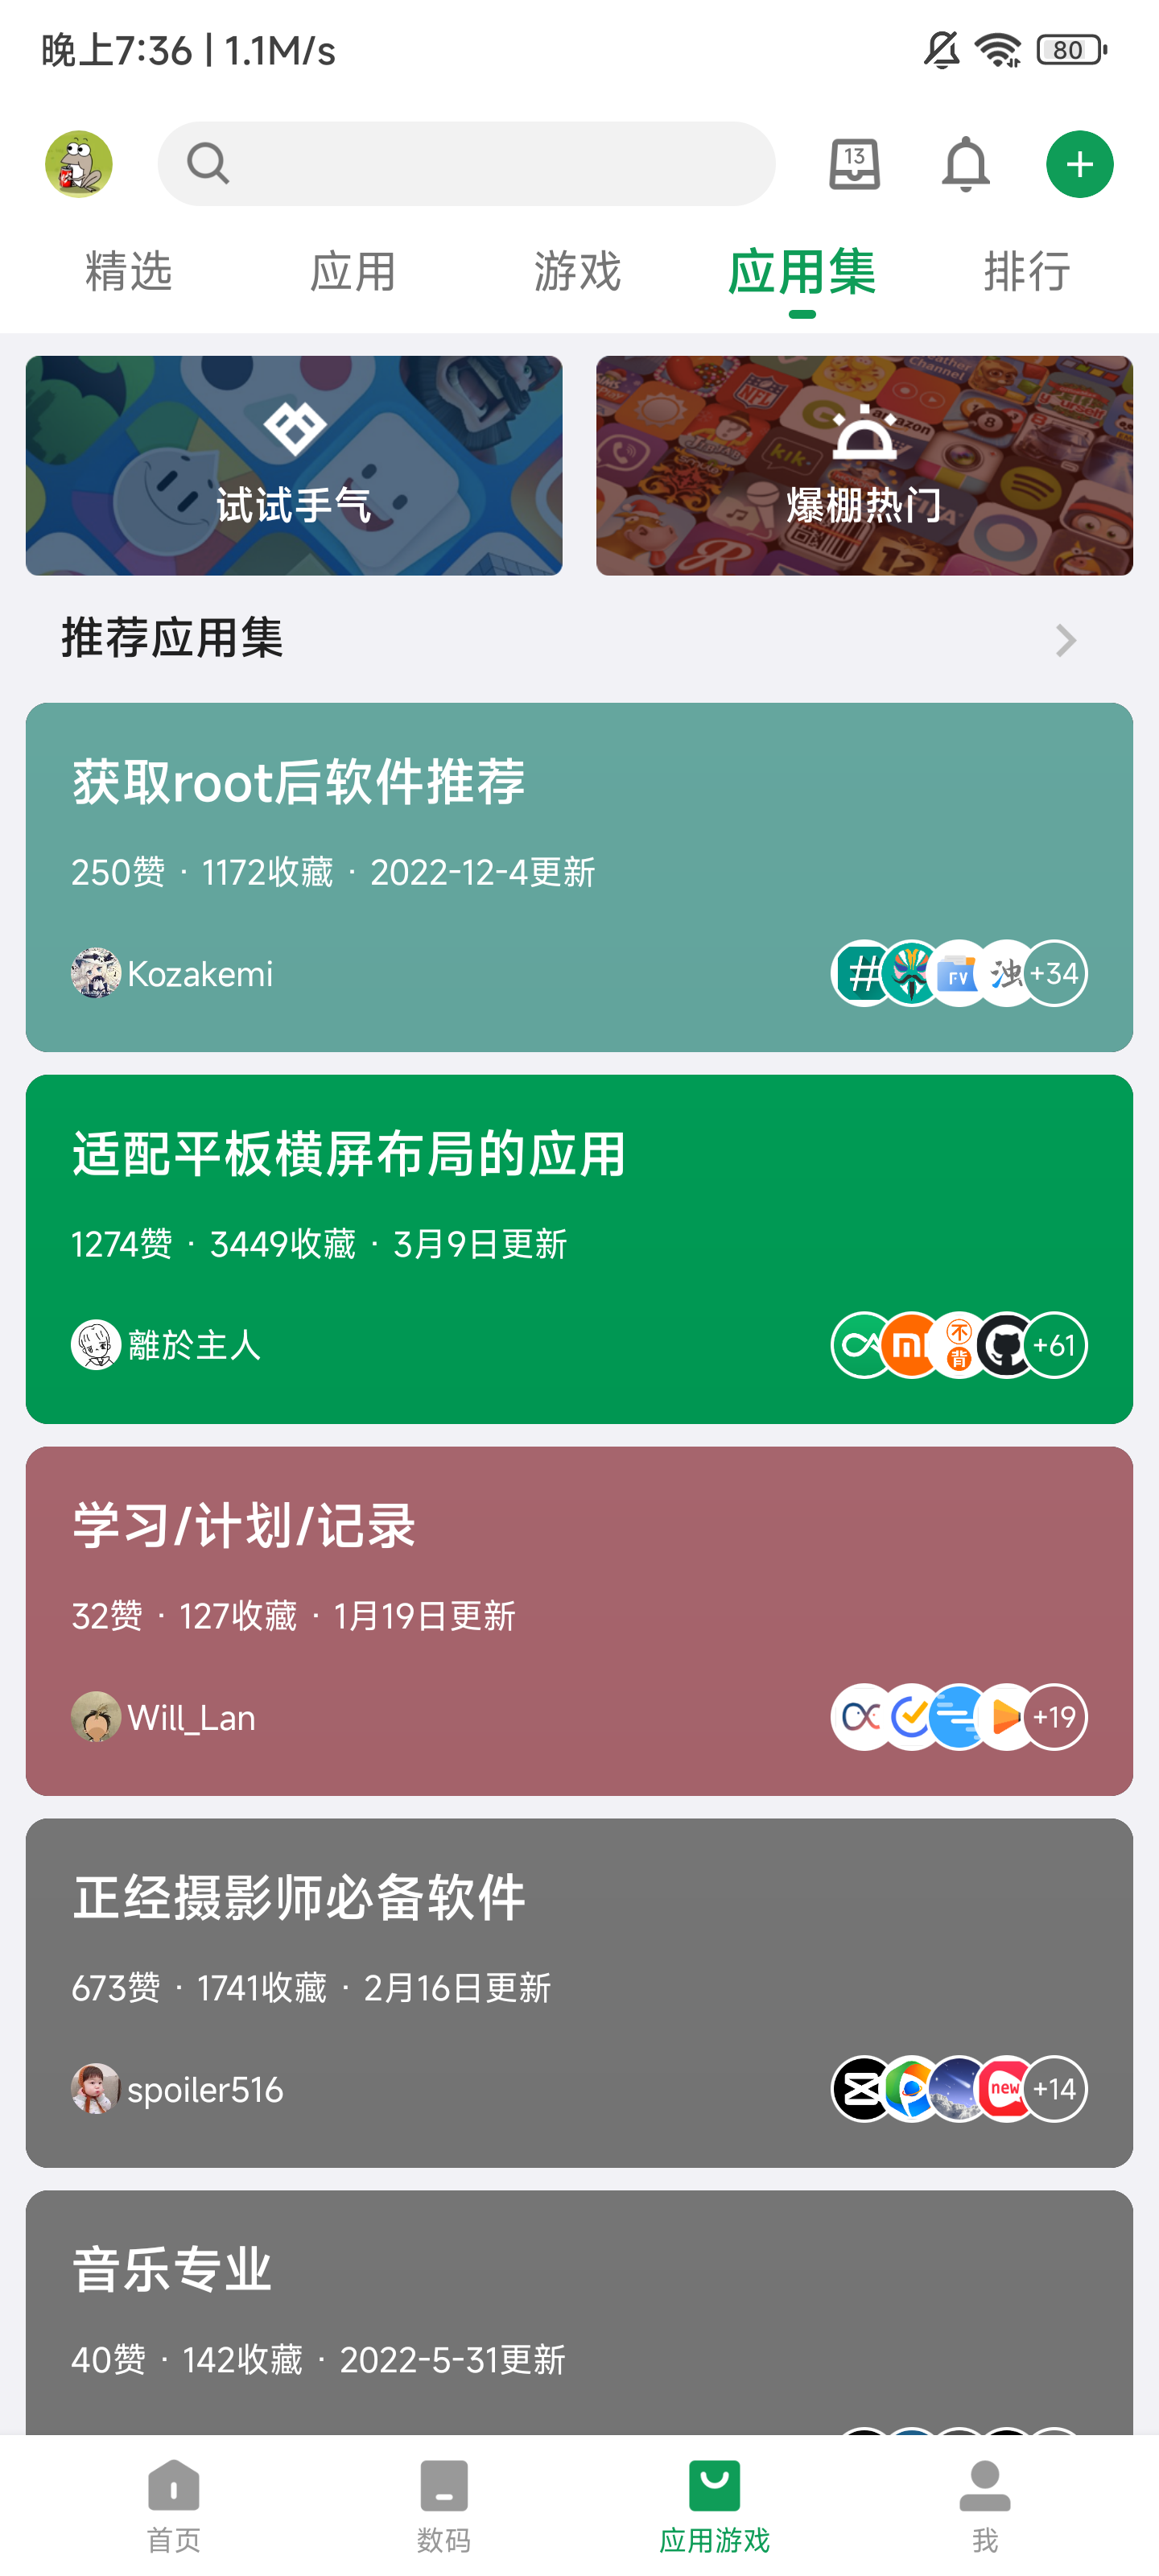 晚上7:36 | 1.1M/s
80
13
精选 应用 游戏 应用集 排行
试试手气
爆棚热门
推荐应用集
获取root后软件推荐
250赞 · 1172收藏 · 2022-12-4更新
Kozakemi
FV
浊
+34
适配平板横屏布局的应用
1274赞 · 3449收藏 · 3月9日更新
離於主人
不
背
+61
学习/计划/记录
32赞 · 127收藏 · 1月19日更新
Will_Lan
+19
正经摄影师必备软件
673赞 · 1741收藏 · 2月16日更新
spoiler516
new
+14
音乐专业
40赞 · 142收藏 · 2022-5-31更新
首页 数码 应用游戏 我